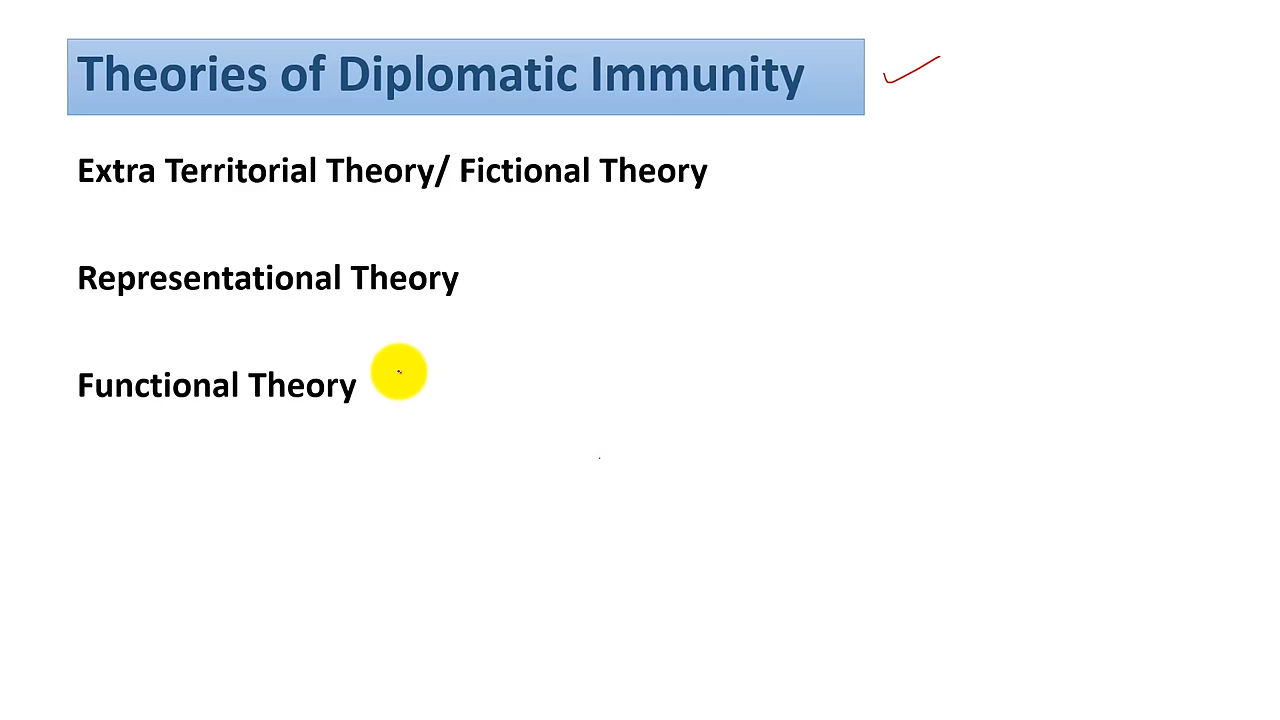 Theories of Diplomatic Immunity
Extra Territorial Theory/ Fictional Theory
Representational Theory
Functional Theory